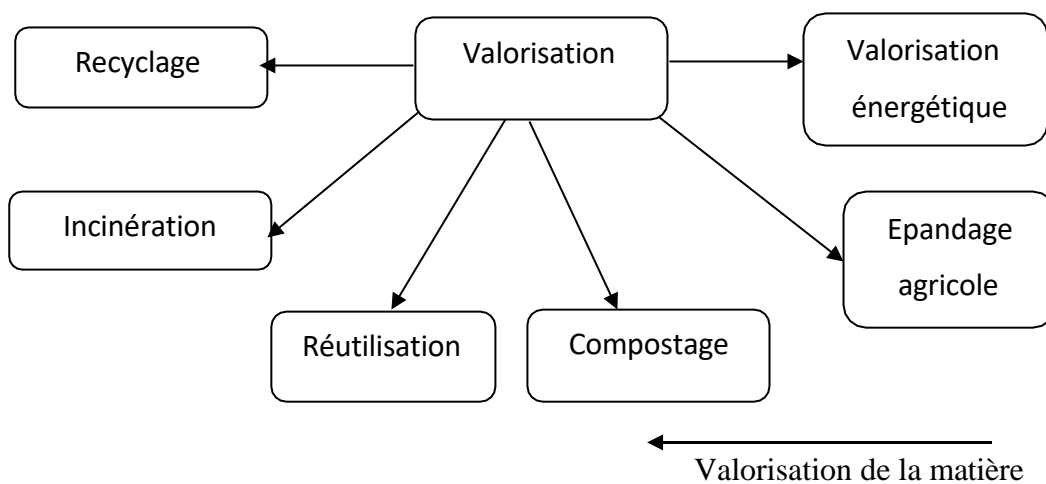 Recyclage
Valorisation
Valorisation
énergétique
Incinération
Epandage
agricole
Réutilisation
Compostage
Valorisation de la matière